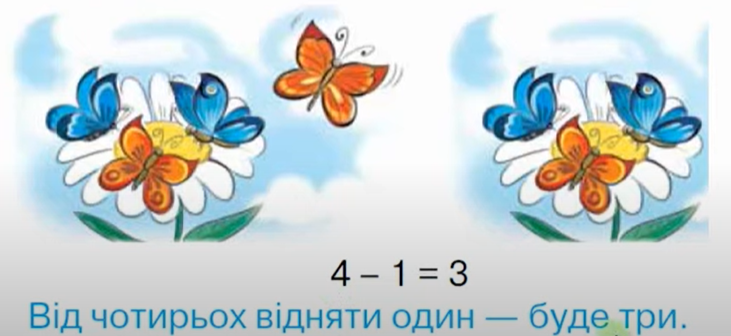 4 – 1 = 3
Від чотирьох відняти один — буде три.